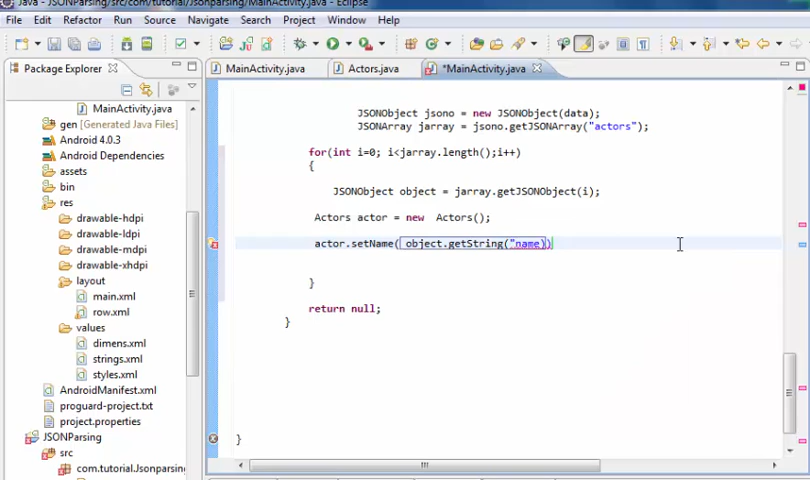 Java - JSONParsing/src/com/tutorial/Jsonparsing/MainActivity.java - Eclipse
File Edit Refactor Run Source Navigate Search Project Window Help
Package Explorer
MainActivity.java Actors.java *MainActivity.java
MainActivity.java
gen [Generated Java Files]
Android 4.0.3
Android Dependencies
assets
bin
res
drawable-hdpi
drawable-ldpi
drawable-mdpi
drawable-xhdpi
layout
main.xml
row.xml
values
dimens.xml
strings.xml
styles.xml
AndroidManifest.xml
proguard-project.txt
project.properties
JSONParsing
src
com.tutorial.Jsonparsing
JSONObject jsono = new JSONObject(data);
JSONArray jarray = jsono.getJSONArray("actors");
for(int i=0; i<jarray.length();i++)
{
JSONObject object = jarray.getJSONObject(i);
Actors actor = new Actors();
actor.setName( object.getString("name))
}
return null;
}
}